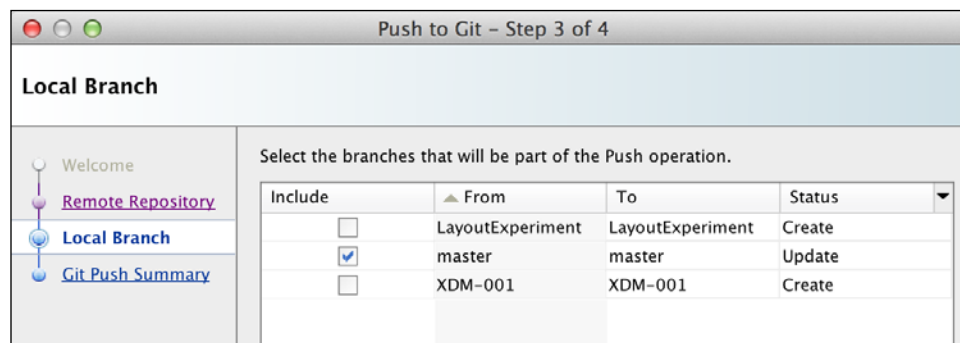 Push to Git – Step 3 of 4
Local Branch
Welcome
Remote Repository
Local Branch
Git Push Summary
Select the branches that will be part of the Push operation.
Include From To Status
LayoutExperiment LayoutExperiment Create
master master Update
XDM-001 XDM-001 Create